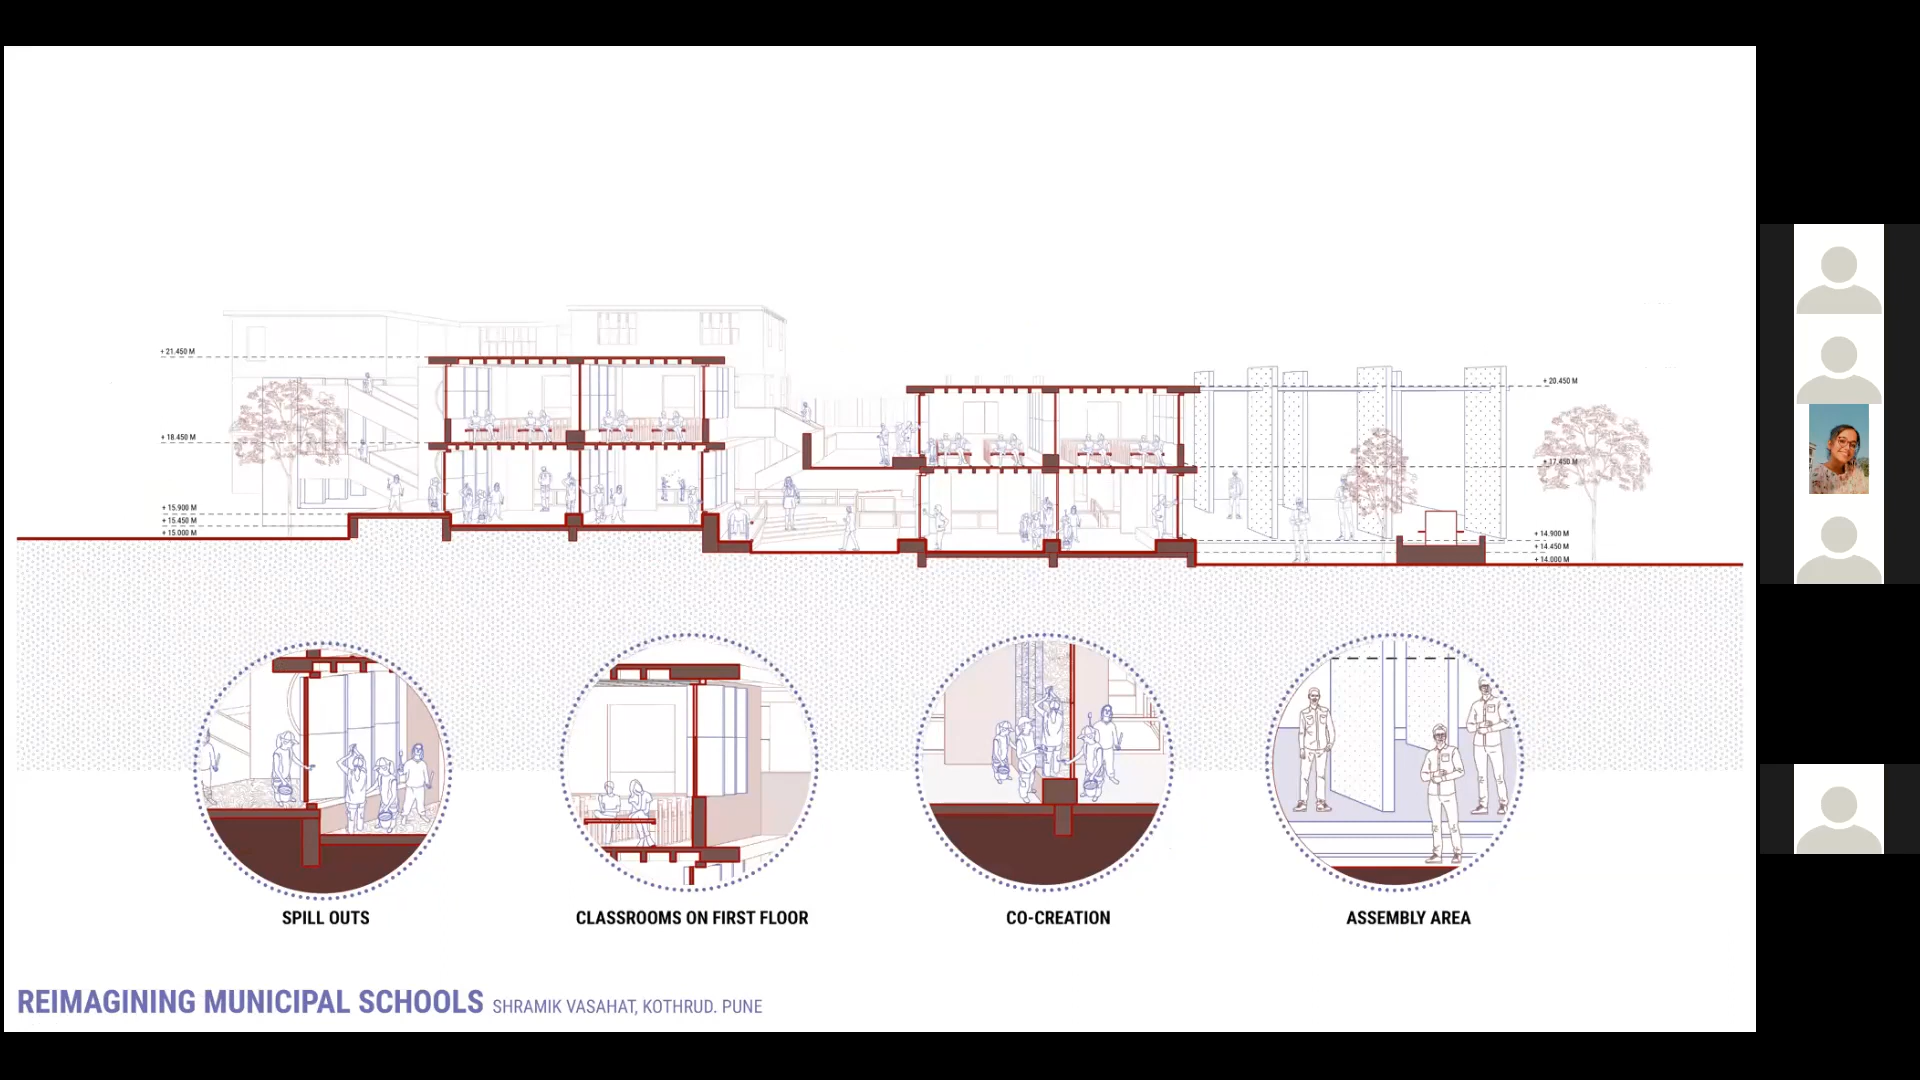 + 21.450 M
+ 20.450 M
+ 18.450 M
+ 17.450 M
+ 15.900 M
+ 15.450 M
+ 15.000 M
+ 14.900 M
+ 14.450 M
+ 14.000 M
SPILL OUTS
CLASSROOMS ON FIRST FLOOR
CO-CREATION
ASSEMBLY AREA
REIMAGINING MUNICIPAL SCHOOLS SHRAMIK VASAHAT, KOTHRUD. PUNE